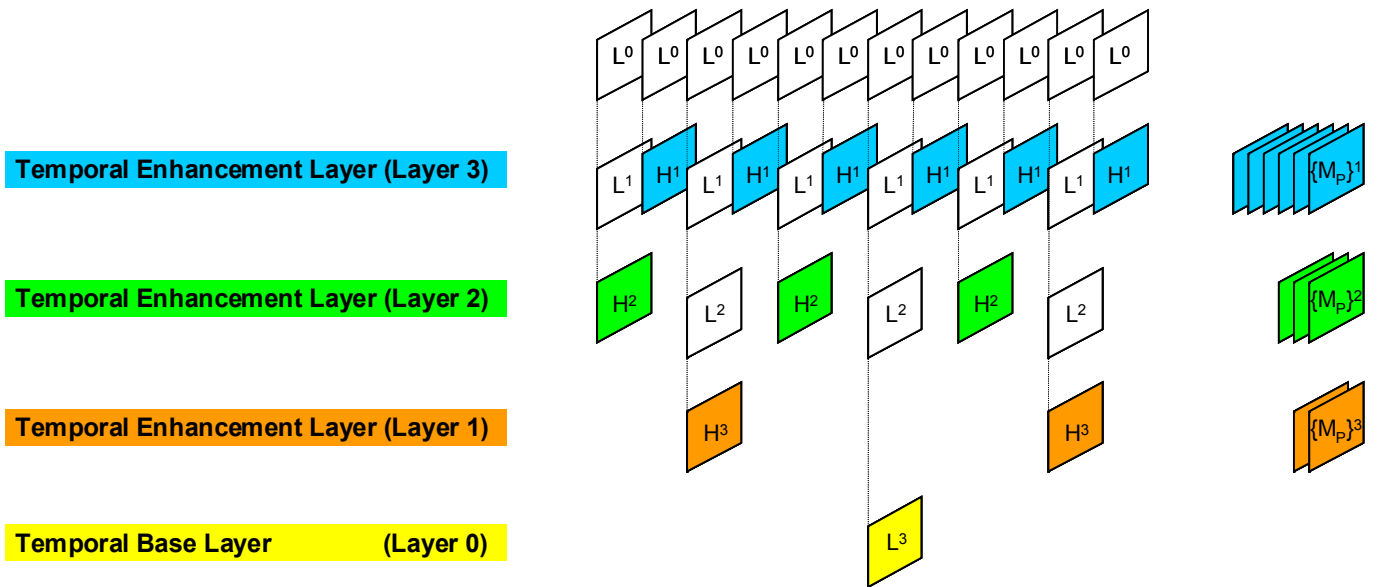 L⁰ L⁰ L⁰ L⁰ L⁰ L⁰ L⁰ L⁰ L⁰ L⁰ L⁰ L⁰
Temporal Enhancement Layer (Layer 3) L¹ H¹ L¹ H¹ L¹ H¹ L¹ H¹ L¹ H¹ L¹ H¹ {M_P}¹
Temporal Enhancement Layer (Layer 2) H² L² H² L² H² L² {M_P}²
Temporal Enhancement Layer (Layer 1) H³ H³ {M_P}³
Temporal Base Layer (Layer 0) L³